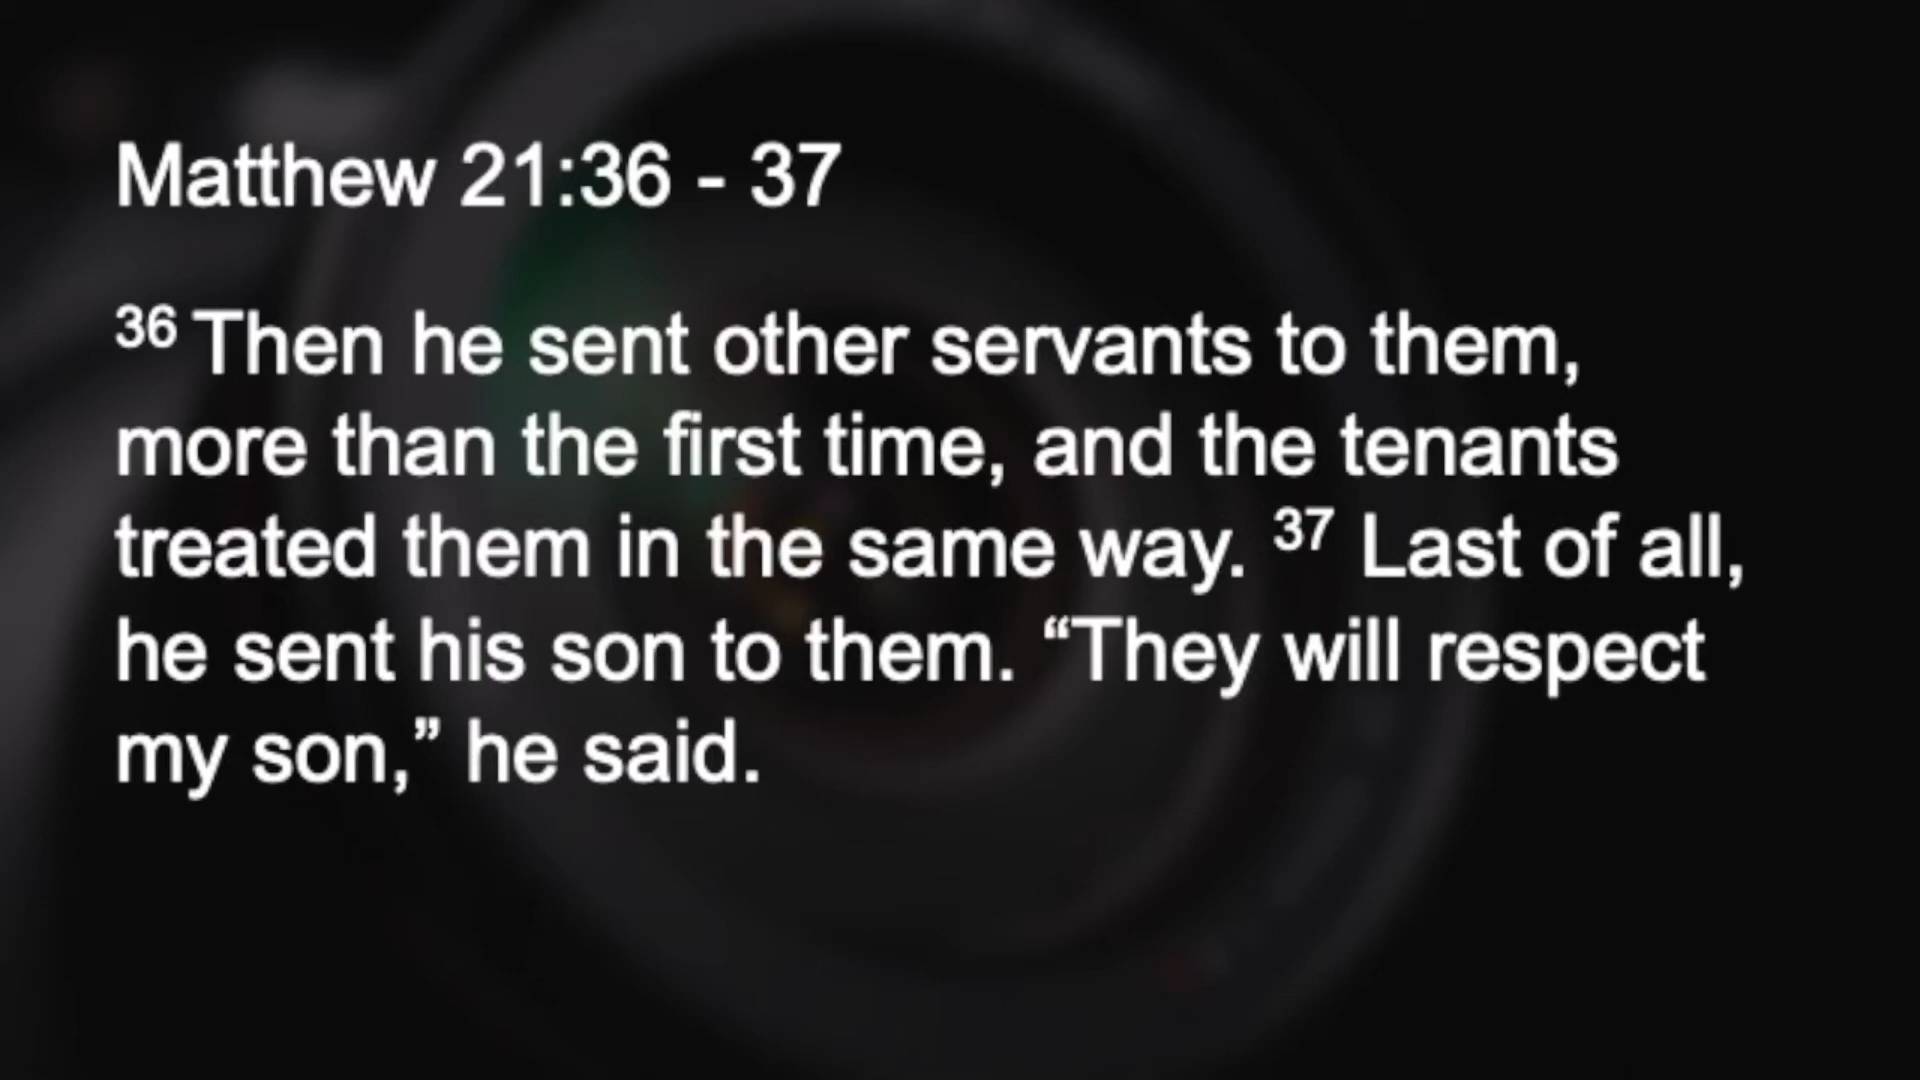 Matthew 21:36 - 37
36 Then he sent other servants to them,
more than the first time, and the tenants
treated them in the same way. 37 Last of all,
he sent his son to them. “They will respect
my son,” he said.